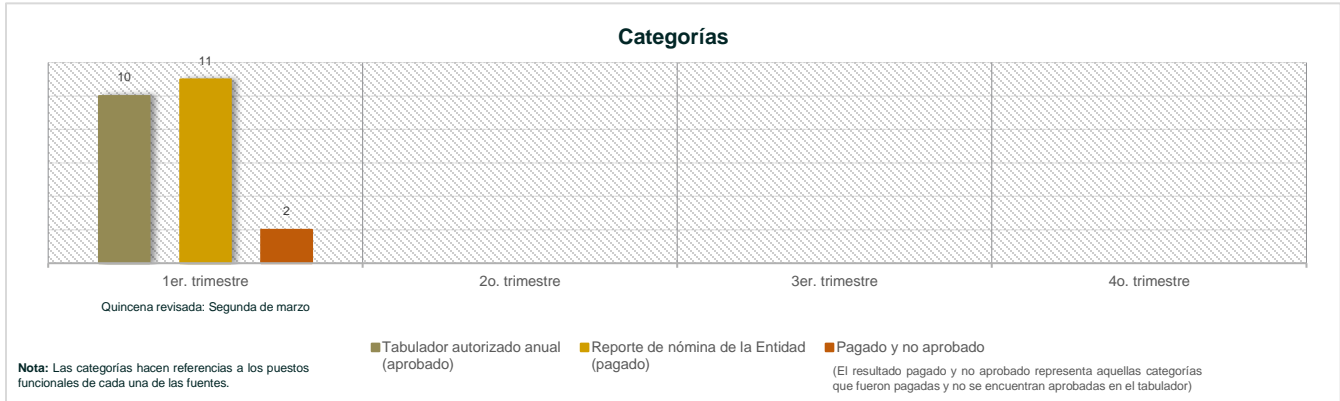 Categorías
10
11
2
1er. trimestre
2o. trimestre
3er. trimestre
4o. trimestre
Quincena revisada: Segunda de marzo
Tabulador autorizado anual
(aprobado)
Reporte de nómina de la Entidad
(pagado)
Pagado y no aprobado
(El resultado pagado y no aprobado representa aquellas categorías
que fueron pagadas y no se encuentran aprobadas en el tabulador)
Nota: Las categorías hacen referencias a los puestos
funcionales de cada una de las fuentes.